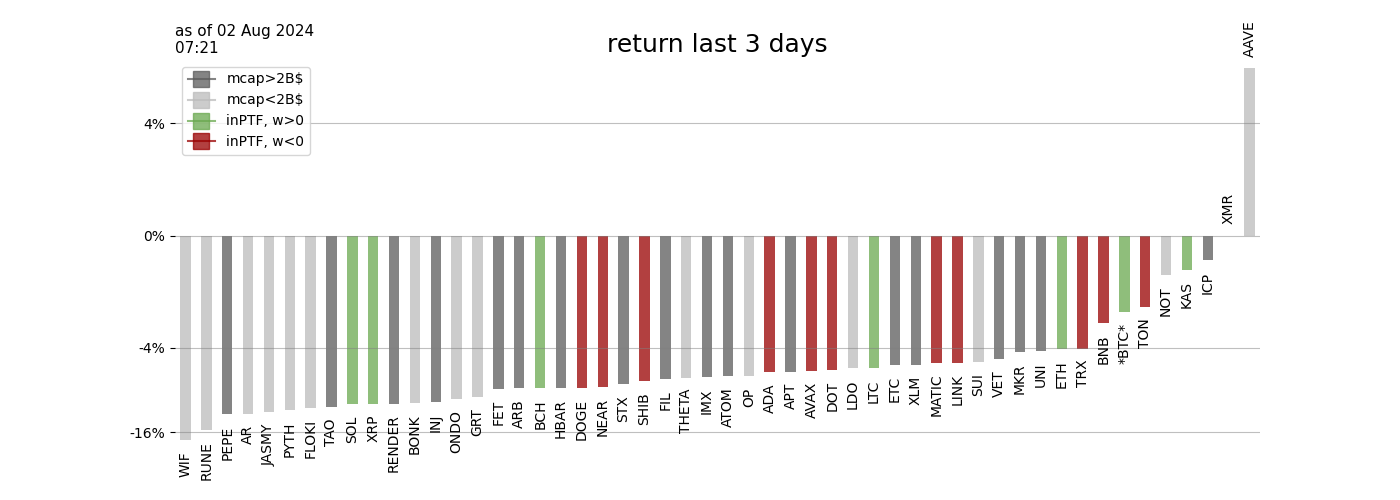 as of 02 Aug 2024
07:21
return last 3 days
mcap>2B$
mcap<2B$
inPTF, w>0
inPTF, w<0
4%
0%
-4%
-16%
WIF
RUNE
PEPE
AR
JASMY
PYTH
FLOKI
TAO
SOL
XRP
RENDER
BONK
INJ
ONDO
GRT
FET
ARB
BCH
HBAR
DOGE
NEAR
STX
SHIB
FIL
THETA
IMX
ATOM
OP
ADA
APT
AVAX
DOT
LDO
LTC
ETC
XLM
MATIC
LINK
SUI
VET
MKR
UNI
ETH
TRX
BNB
*BTC*
TON
NOT
KAS
ICP
XMR
AAVE